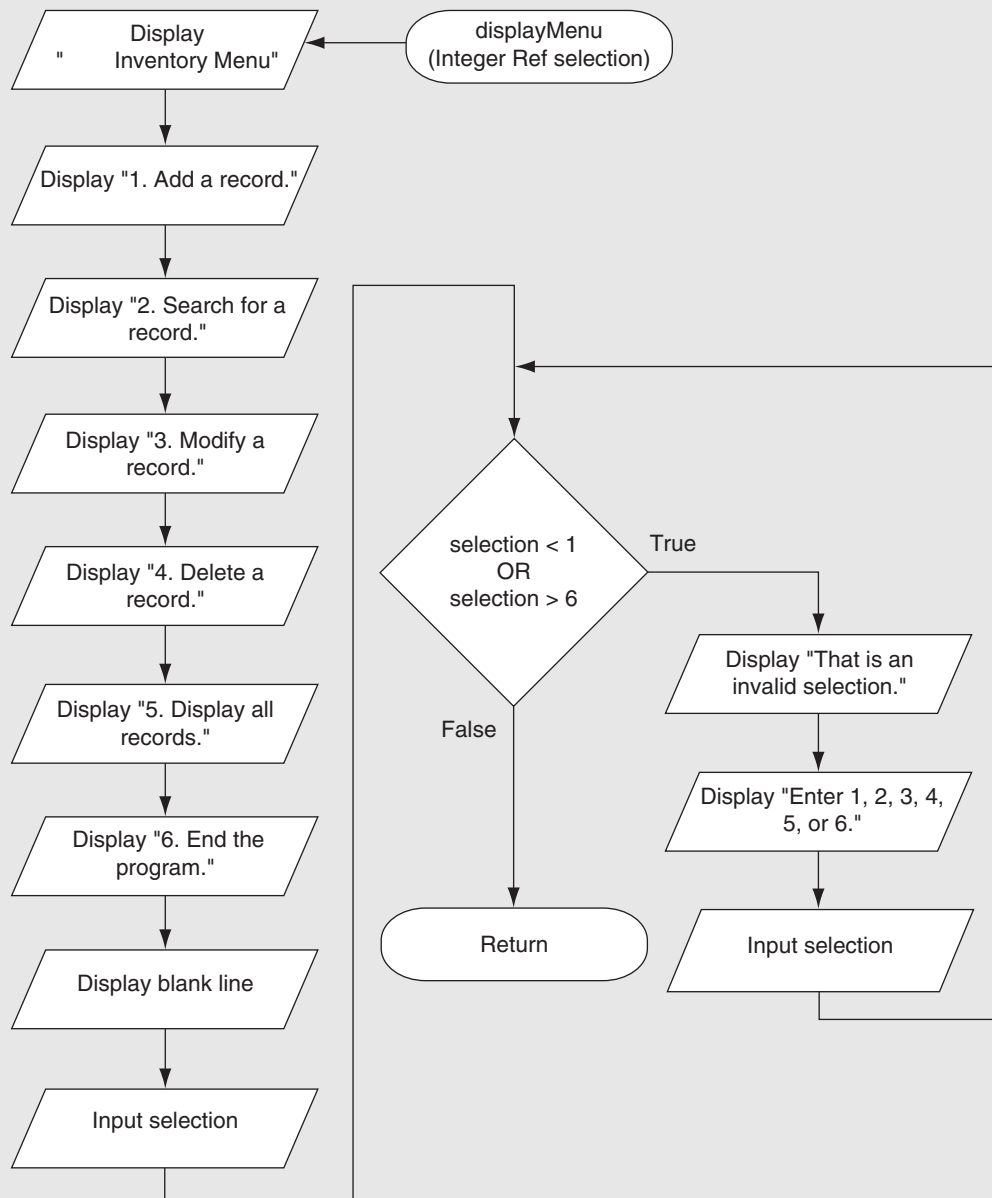 displayMenu
(Integer Ref selection)
Display
"        Inventory Menu"
Display "1. Add a record."
Display "2. Search for a
record."
Display "3. Modify a
record."
Display "4. Delete a
record."
Display "5. Display all
records."
Display "6. End the
program."
Display blank line
Input selection
selection < 1
OR
selection > 6
True
Display "That is an
invalid selection."
Display "Enter 1, 2, 3, 4,
5, or 6."
Input selection
False
Return